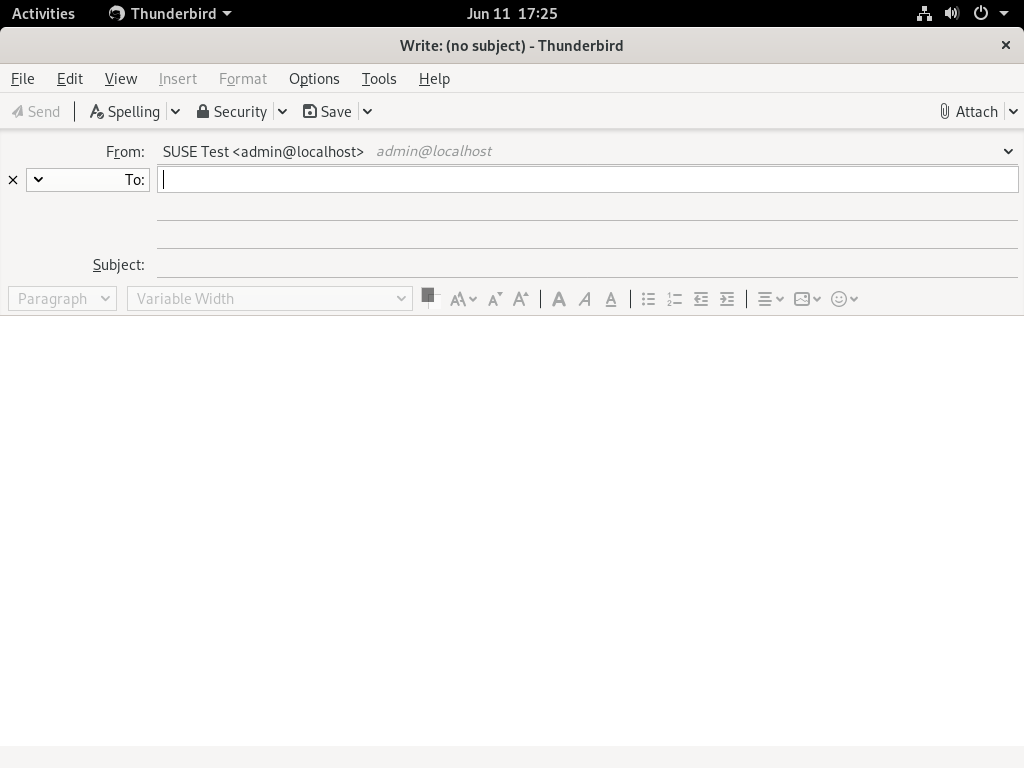 Activities Thunderbird Jun 11 17:25
Write: (no subject) - Thunderbird
File Edit View Insert Format Options Tools Help
Send Spelling Security Save Attach
From: SUSE Test <admin@localhost> admin@localhost
To:
Subject:
Paragraph Variable Width